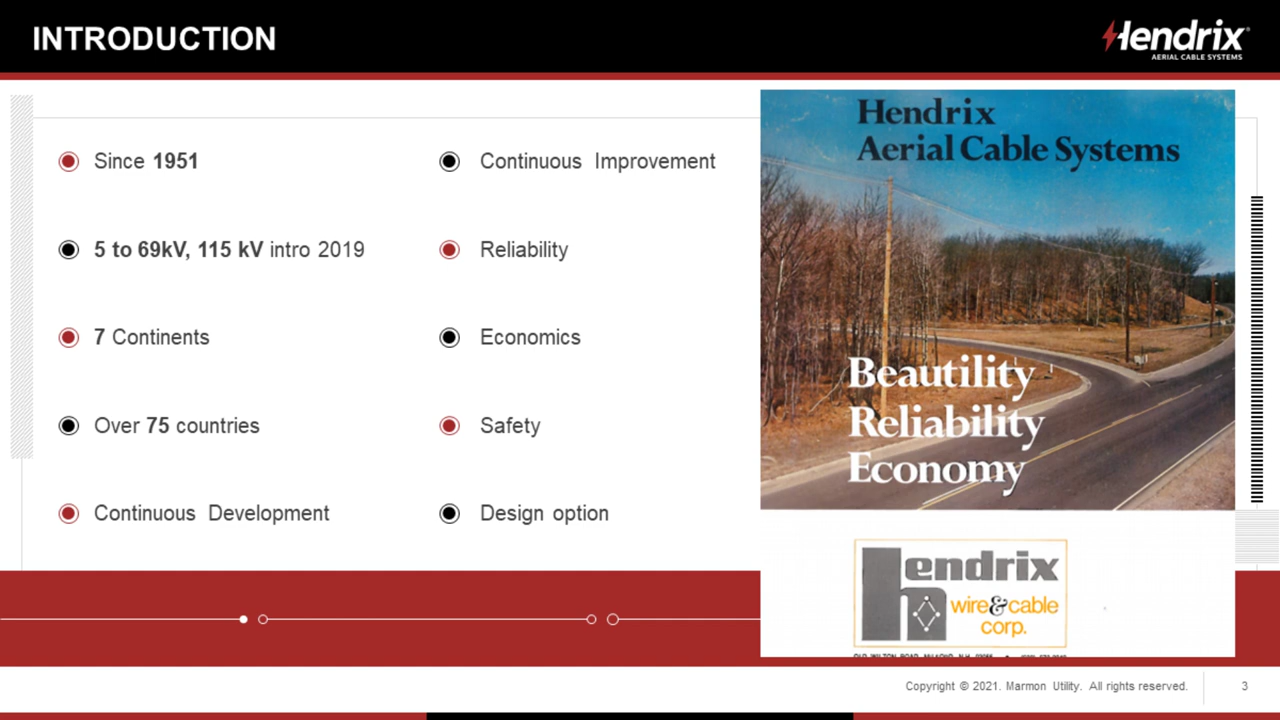 INTRODUCTION
Hendrix®
AERIAL CABLE SYSTEMS
Since 1951
5 to 69kV, 115 kV intro 2019
7 Continents
Over 75 countries
Continuous Development
Continuous Improvement
Reliability
Economics
Safety
Design option
Hendrix
Aerial Cable Systems
Beautility
Reliability
Economy
hendrix
wire&cable
corp.
Copyright © 2021. Marmon Utility. All rights reserved.
3